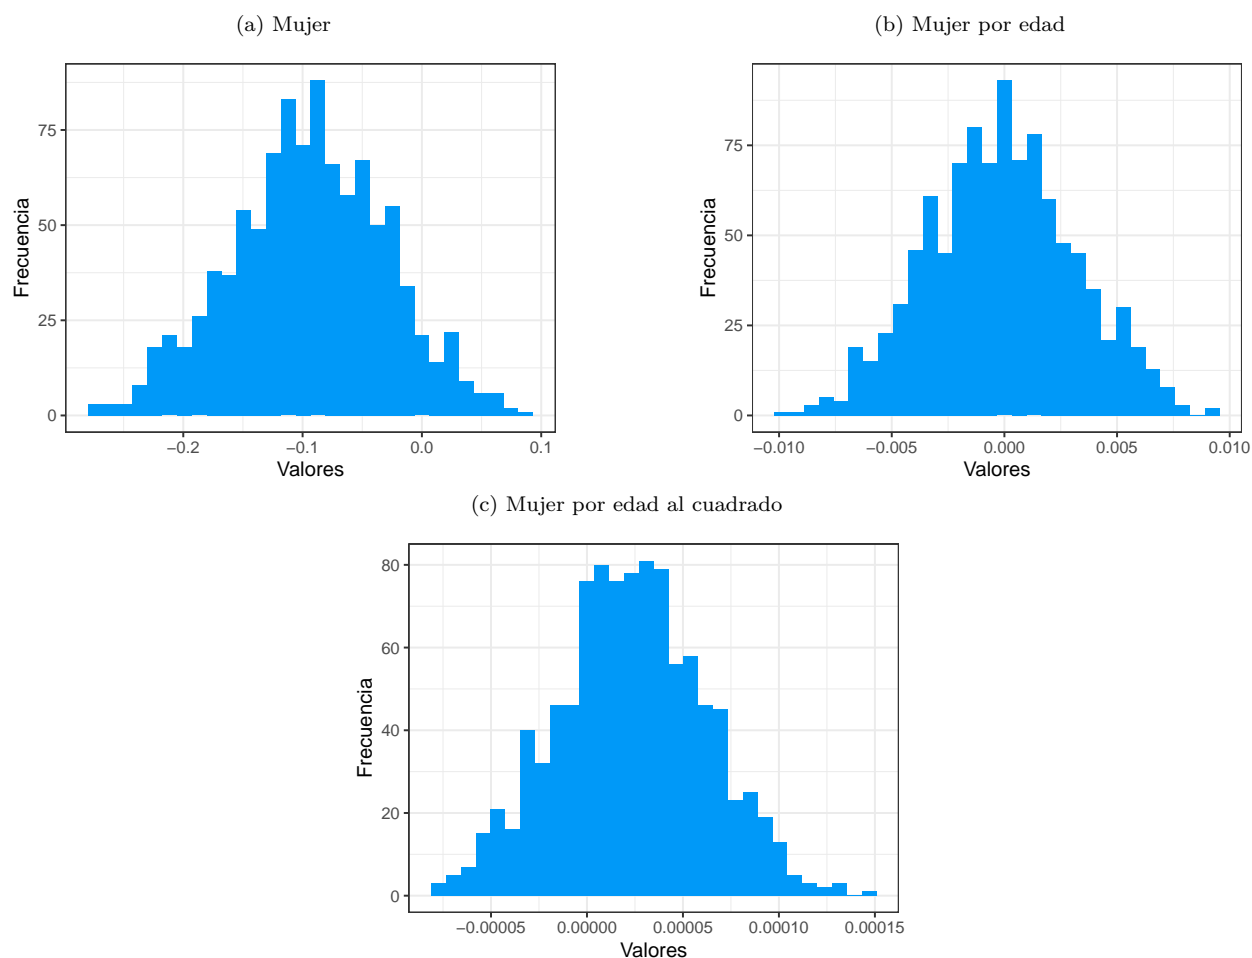 (a) Mujer
Frecuencia
75
50
25
0
−0.2 −0.1 0.0 0.1
Valores
(b) Mujer por edad
Frecuencia
75
50
25
0
−0.010 −0.005 0.000 0.005 0.010
Valores
(c) Mujer por edad al cuadrado
Frecuencia
80
60
40
20
0
−0.00005 0.00000 0.00005 0.00010 0.00015
Valores